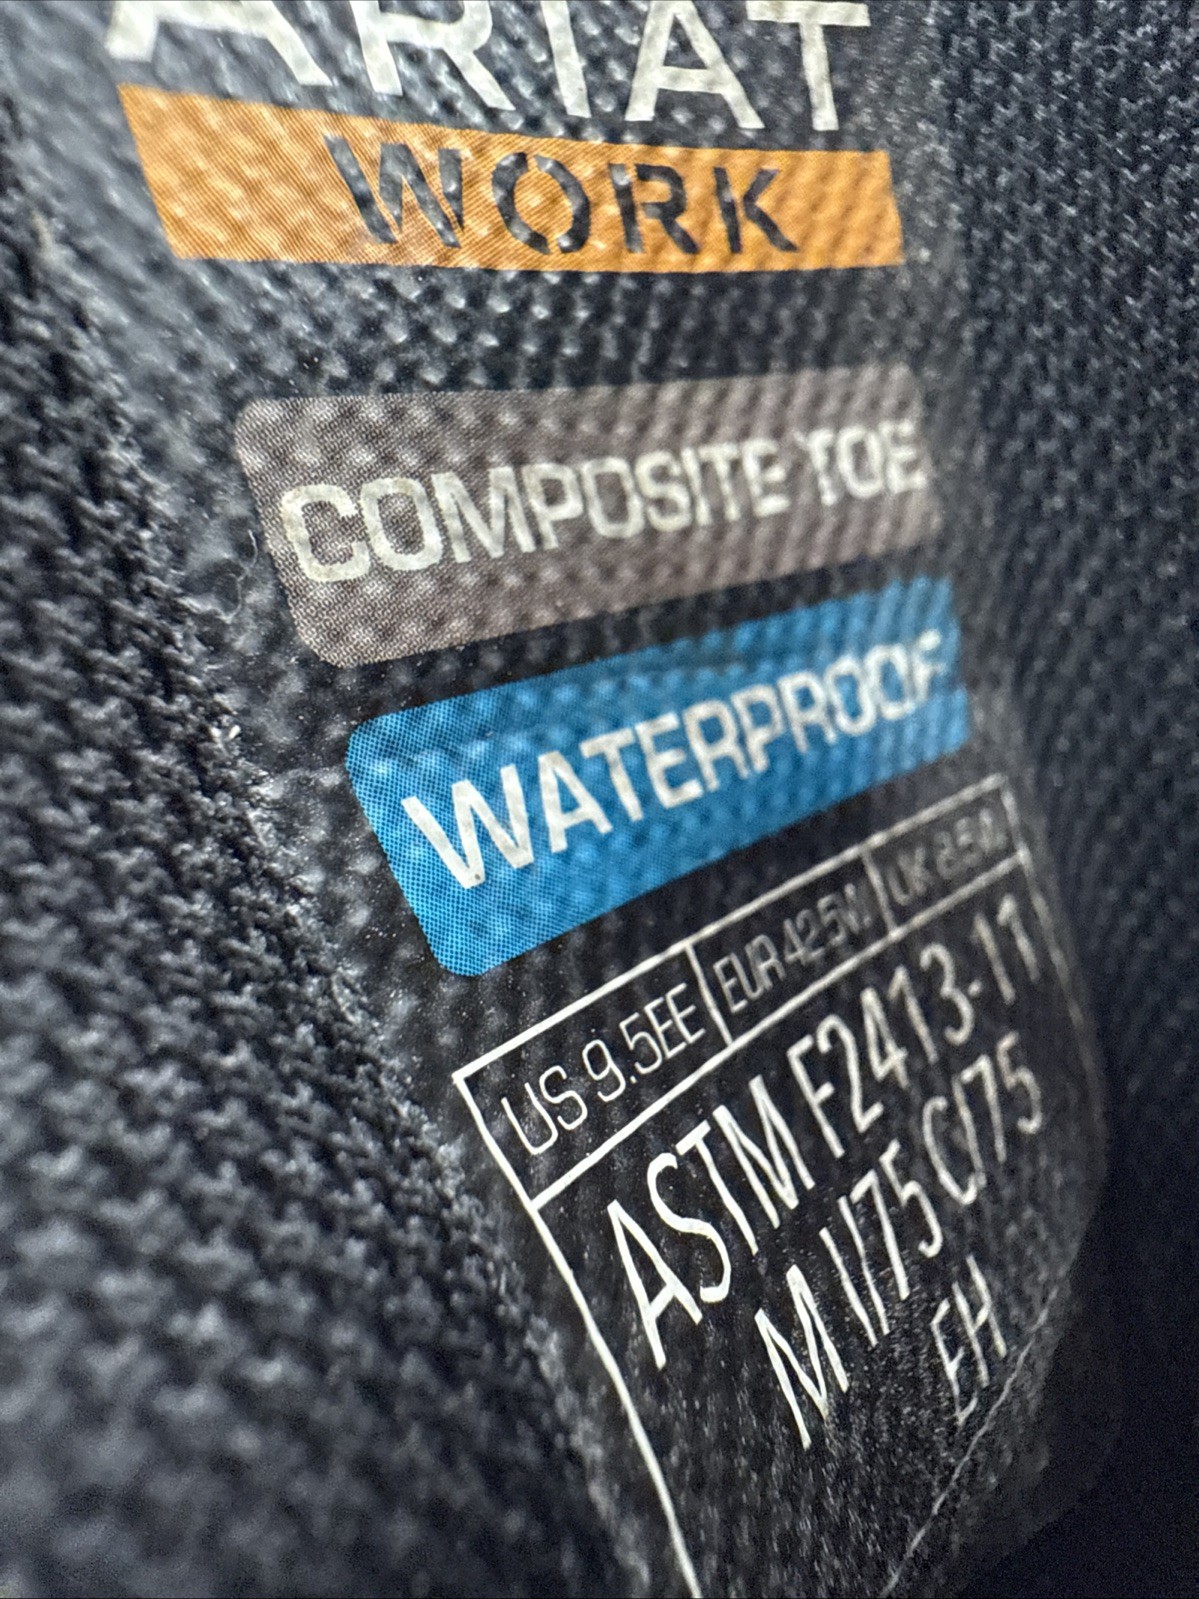 ARIAT
WORK
COMPOSITE TOE
WATERPROOF
US 9.5EE EUR 42.5W UK 8.5
ASTM F2413-11
M I/75 C/75
EH